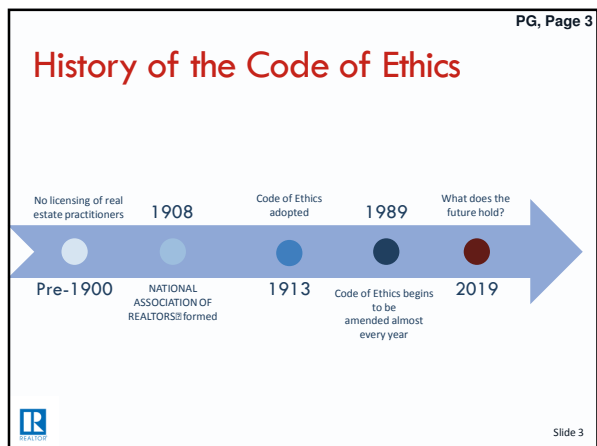 PG, Page 3
History of the Code of Ethics
No licensing of real
estate practitioners
Pre-1900
1908
NATIONAL
ASSOCIATION OF
REALTORS⍰ formed
Code of Ethics
adopted
1913
1989
Code of Ethics begins
to be
amended almost
every year
What does the
future hold?
2019
R
REALTOR®
Slide 3